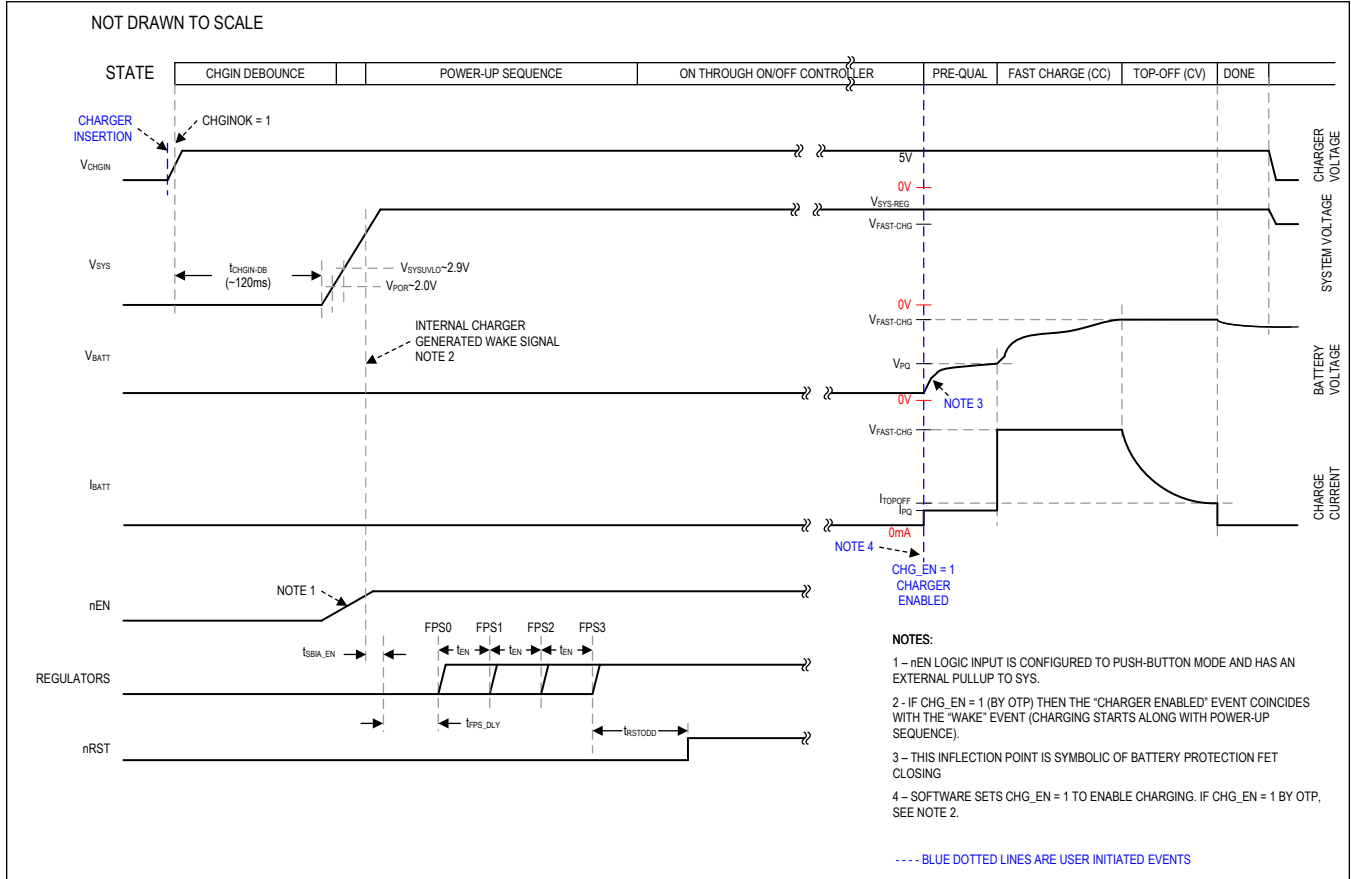 NOT DRAWN TO SCALE
STATE
CHGIN DEBOUNCE
POWER-UP SEQUENCE
ON THROUGH ON/OFF CONTROLLER
PRE-QUAL
FAST CHARGE (CC)
TOP-OFF (CV)
DONE
CHARGER
INSERTION
CHGINOK = 1
VCHGIN
5V
0V
CHARGER
VOLTAGE
VSYS-REG
VFAST-CHG
VSYS
tCHGIN-DB
(~120ms)
VSYSUVLO~2.9V
VPOR~2.0V
0V
SYSTEM VOLTAGE
INTERNAL CHARGER
GENERATED WAKE SIGNAL
NOTE 2
VFAST-CHG
VBATT
VPQ
NOTE 3
0V
BATTERY
VOLTAGE
VFAST-CHG
IBATT
ITOPOFF
IPQ
0mA
CHARGE
CURRENT
NOTE 4
CHG_EN = 1
CHARGER
ENABLED
NOTE 1
nEN
FPS0
FPS1
FPS2
FPS3
tSBIA_EN
tEN
tEN
tEN
REGULATORS
tFPS_DLY
tRSTODD
nRST
NOTES:
1 – nEN LOGIC INPUT IS CONFIGURED TO PUSH-BUTTON MODE AND HAS AN
EXTERNAL PULLUP TO SYS.
2 - IF CHG_EN = 1 (BY OTP) THEN THE “CHARGER ENABLED” EVENT COINCIDES
WITH THE “WAKE” EVENT (CHARGING STARTS ALONG WITH POWER-UP
SEQUENCE).
3 – THIS INFLECTION POINT IS SYMBOLIC OF BATTERY PROTECTION FET
CLOSING
4 – SOFTWARE SETS CHG_EN = 1 TO ENABLE CHARGING. IF CHG_EN = 1 BY OTP,
SEE NOTE 2.
- - - - BLUE DOTTED LINES ARE USER INITIATED EVENTS